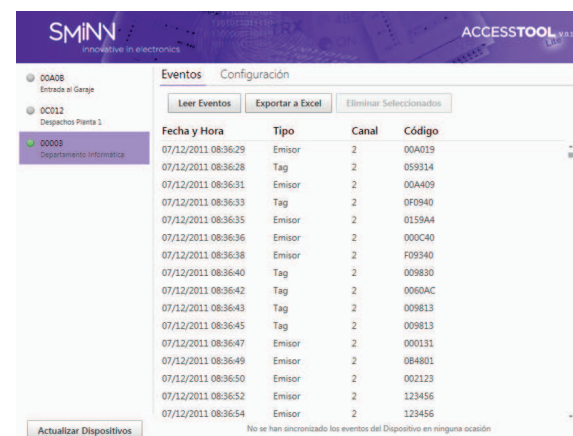 SMiNN
innovative in electronics
ACCESSTOOL
Lite
00A0B
Entrada al Garaje
0C012
Despachos Planta 1
00003
Departamento Informática
Eventos Configuración
Leer Eventos Exportar a Excel Eliminar Seleccionados
Fecha y Hora Tipo Canal Código
07/12/2011 08:36:29 Emisor 2 00A019
07/12/2011 08:36:28 Tag 2 059314
07/12/2011 08:36:31 Emisor 2 00A409
07/12/2011 08:36:33 Tag 2 0F0940
07/12/2011 08:36:35 Emisor 2 0159A4
07/12/2011 08:36:36 Emisor 2 000C40
07/12/2011 08:36:38 Emisor 2 F09340
07/12/2011 08:36:40 Tag 2 009830
07/12/2011 08:36:42 Tag 2 0060AC
07/12/2011 08:36:43 Tag 2 009813
07/12/2011 08:36:45 Tag 2 009813
07/12/2011 08:36:47 Emisor 2 000131
07/12/2011 08:36:49 Emisor 2 0B4801
07/12/2011 08:36:50 Emisor 2 002123
07/12/2011 08:36:52 Emisor 2 123456
07/12/2011 08:36:54 Emisor 2 123456
Actualizar Dispositivos
No se han sincronizado los eventos del Dispositivo en ninguna ocasión